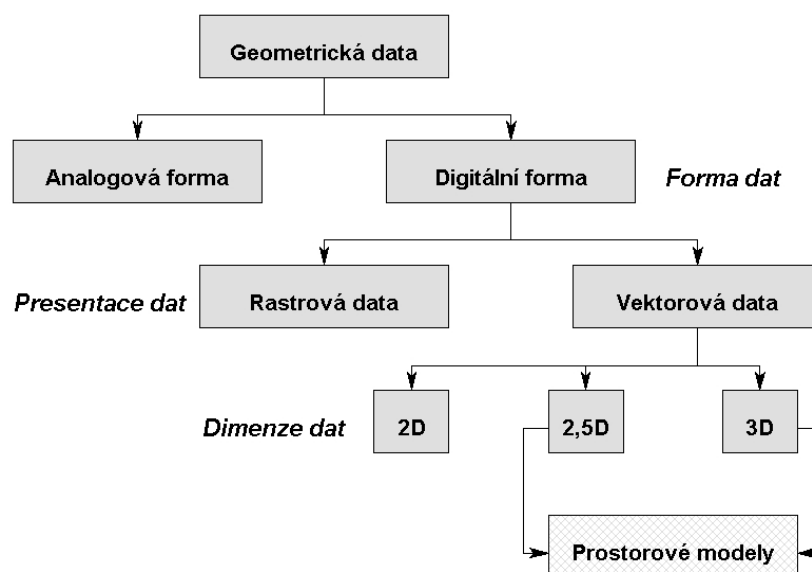 Geometrická data
Analogová forma
Digitální forma
Forma dat
Presentace dat
Rastrová data
Vektorová data
Dimenze dat
2D
2,5D
3D
Prostorové modely